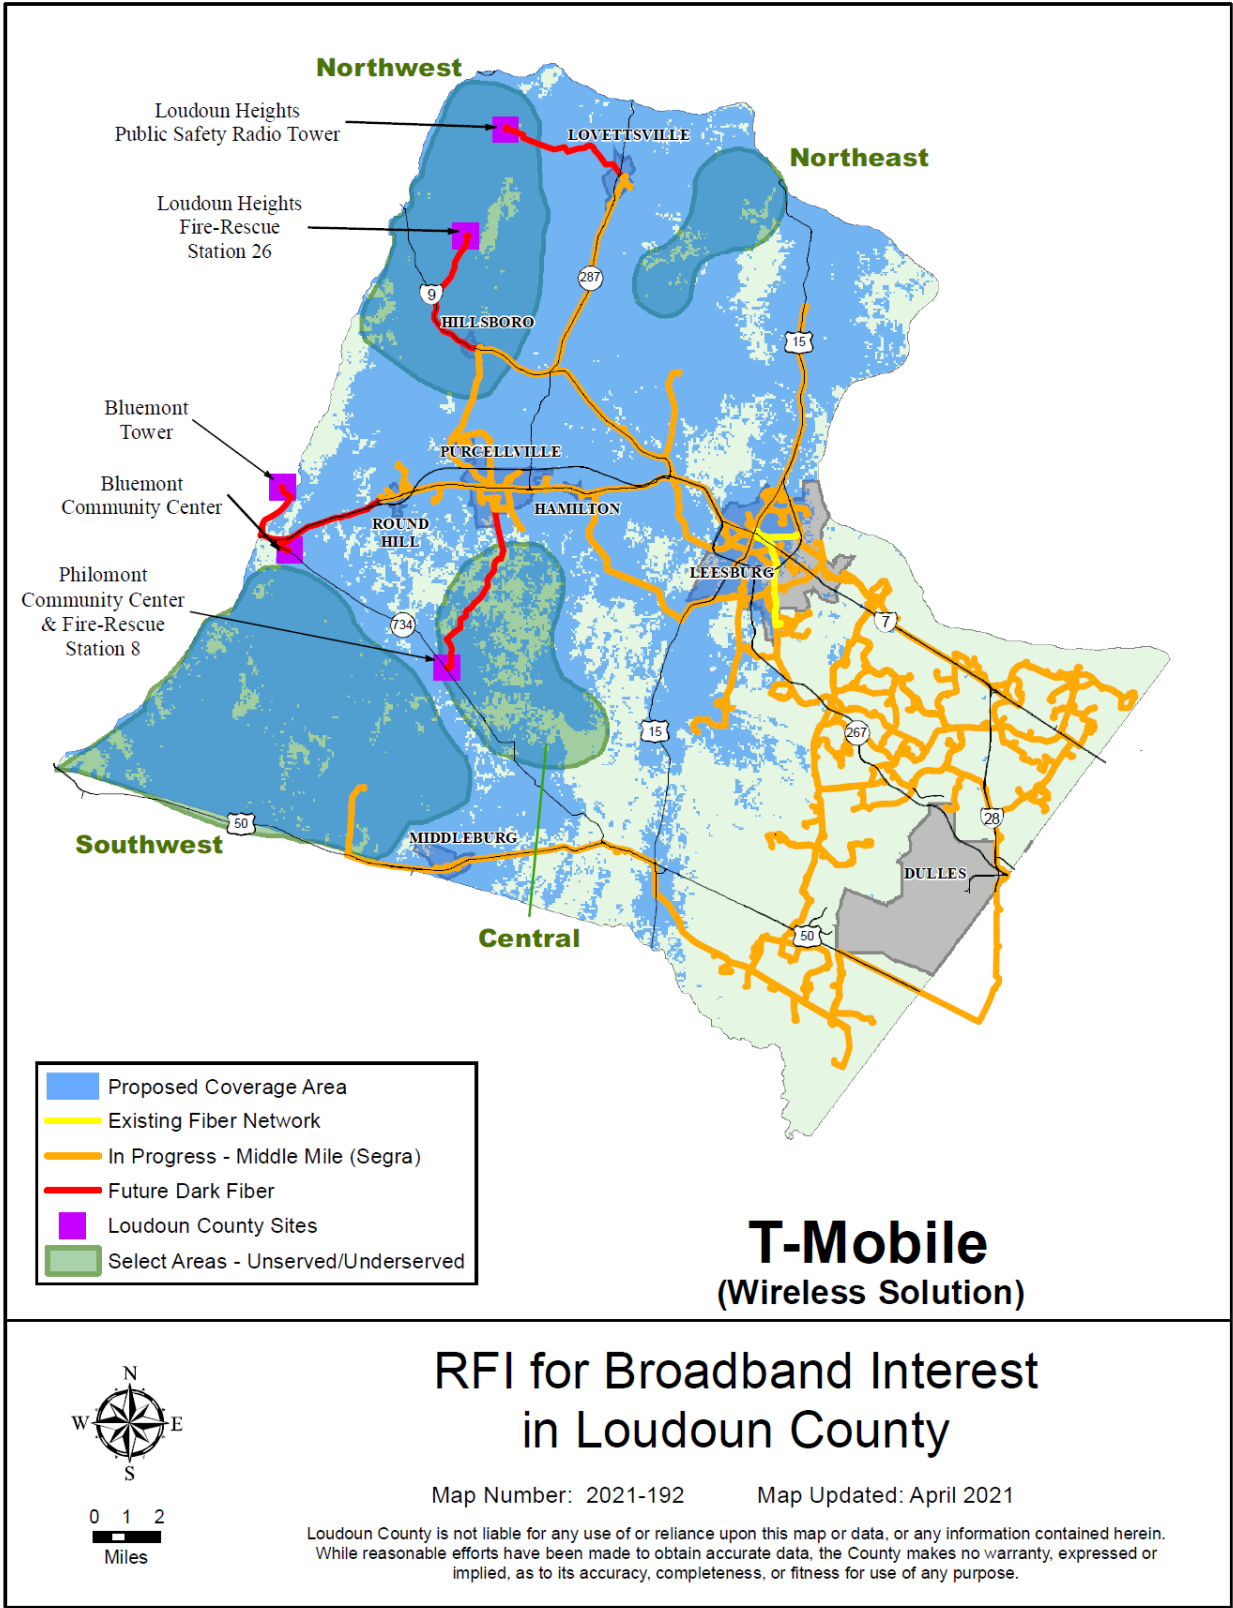 Northwest
Loudoun Heights
Public Safety Radio Tower
LOVETTSVILLE
Northeast
Loudoun Heights
Fire-Rescue
Station 26
287
9
HILLSBORO
15
Bluemont
Tower
PURCELLVILLE
Bluemont
Community Center
HAMILTON
ROUND
HILL
LEESBURG
Philomont
Community Center
& Fire-Rescue
Station 8
734
7
15
267
50
Southwest
MIDDLEBURG
28
DULLES
Central
50
Proposed Coverage Area
Existing Fiber Network
In Progress - Middle Mile (Segra)
Future Dark Fiber
Loudoun County Sites
Select Areas - Unserved/Underserved
T-Mobile
(Wireless Solution)
N
W E
S
0 1 2
Miles
RFI for Broadband Interest
in Loudoun County
Map Number: 2021-192 Map Updated: April 2021
Loudoun County is not liable for any use of or reliance upon this map or data, or any information contained herein.
While reasonable efforts have been made to obtain accurate data, the County makes no warranty, expressed or
implied, as to its accuracy, completeness, or fitness for use of any purpose.